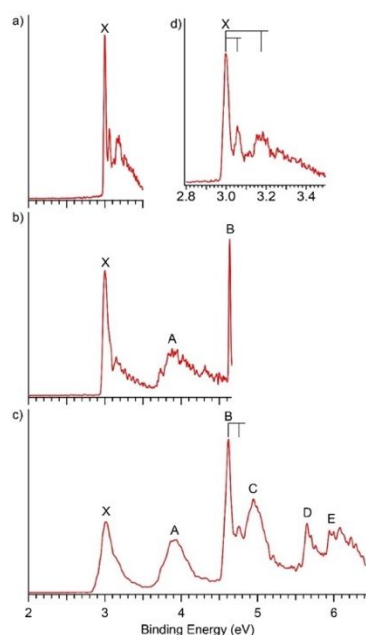 a)
X
d)
X
2.8 3.0 3.2 3.4
b)
X
A
B
c)
X
A
B
C
D
E
2 3 4 5 6
Binding Energy (eV)